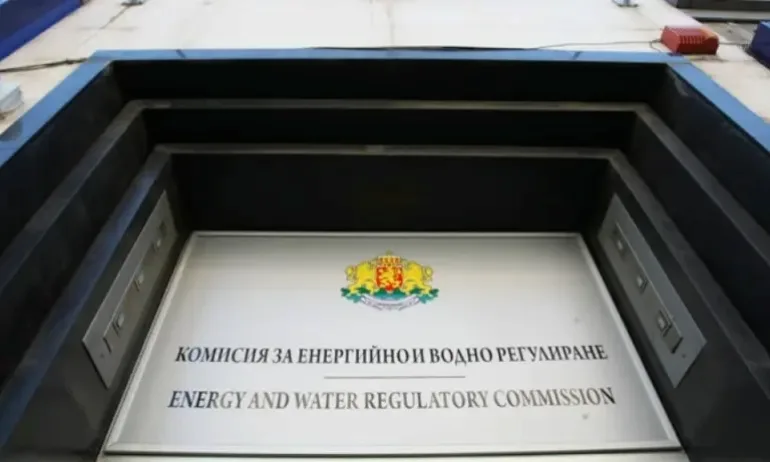 КОМИСИЯ ЗА ЕНЕРГИЙНО И ВОДНО РЕГУЛИРАНЕ
ENERGY AND WATER REGULATORY COMMISSION